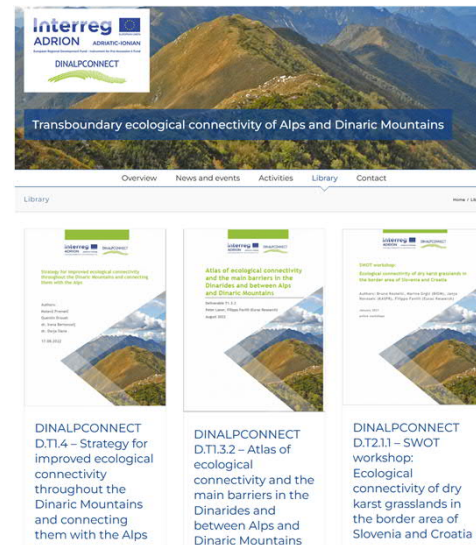 Interreg
ADRION ADRIATIC-IONIAN
DINALPCONNECT
Transboundary ecological connectivity of Alps and Dinaric Mountains
Overview News and events Activities Library Contact
Library
Home / Lib
Interreg
ADRION
DINALPCONNECT
Strategy for improved ecological connectivity
throughout the Dinaric Mountains and connecting
them with the Alps
Authors:
Interreg
ADRION
DINALPCONNECT
Atlas of ecological connectivity
and the main barriers in the
Dinarides and between Alps
and Dinaric Mountains
August 2022
Interreg
ADRION
DINALPCONNECT
SWOT workshop:
Ecological connectivity of dry karst grasslands in
the border area of Slovenia and Croatia
DINALPCONNECT
D.T1.4 – Strategy for
improved ecological
connectivity
throughout the
Dinaric Mountains
and connecting
them with the Alps
DINALPCONNECT
D.T1.3.2 – Atlas of
ecological
connectivity and the
main barriers in the
Dinarides and
between Alps and
Dinaric Mountains
DINALPCONNECT
D.T2.1.1 – SWOT
workshop:
Ecological
connectivity of dry
karst grasslands in
the border area of
Slovenia and Croatia